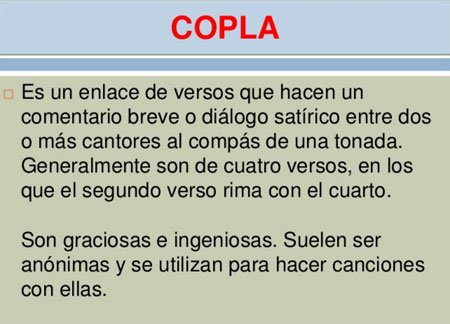 COPLA
Es un enlace de versos que hacen un
comentario breve o diálogo satírico entre dos
o más cantores al compás de una tonada.
Generalmente son de cuatro versos, en los
que el segundo verso rima con el cuarto.
Son graciosas e ingeniosas. Suelen ser
anónimas y se utilizan para hacer canciones
con ellas.